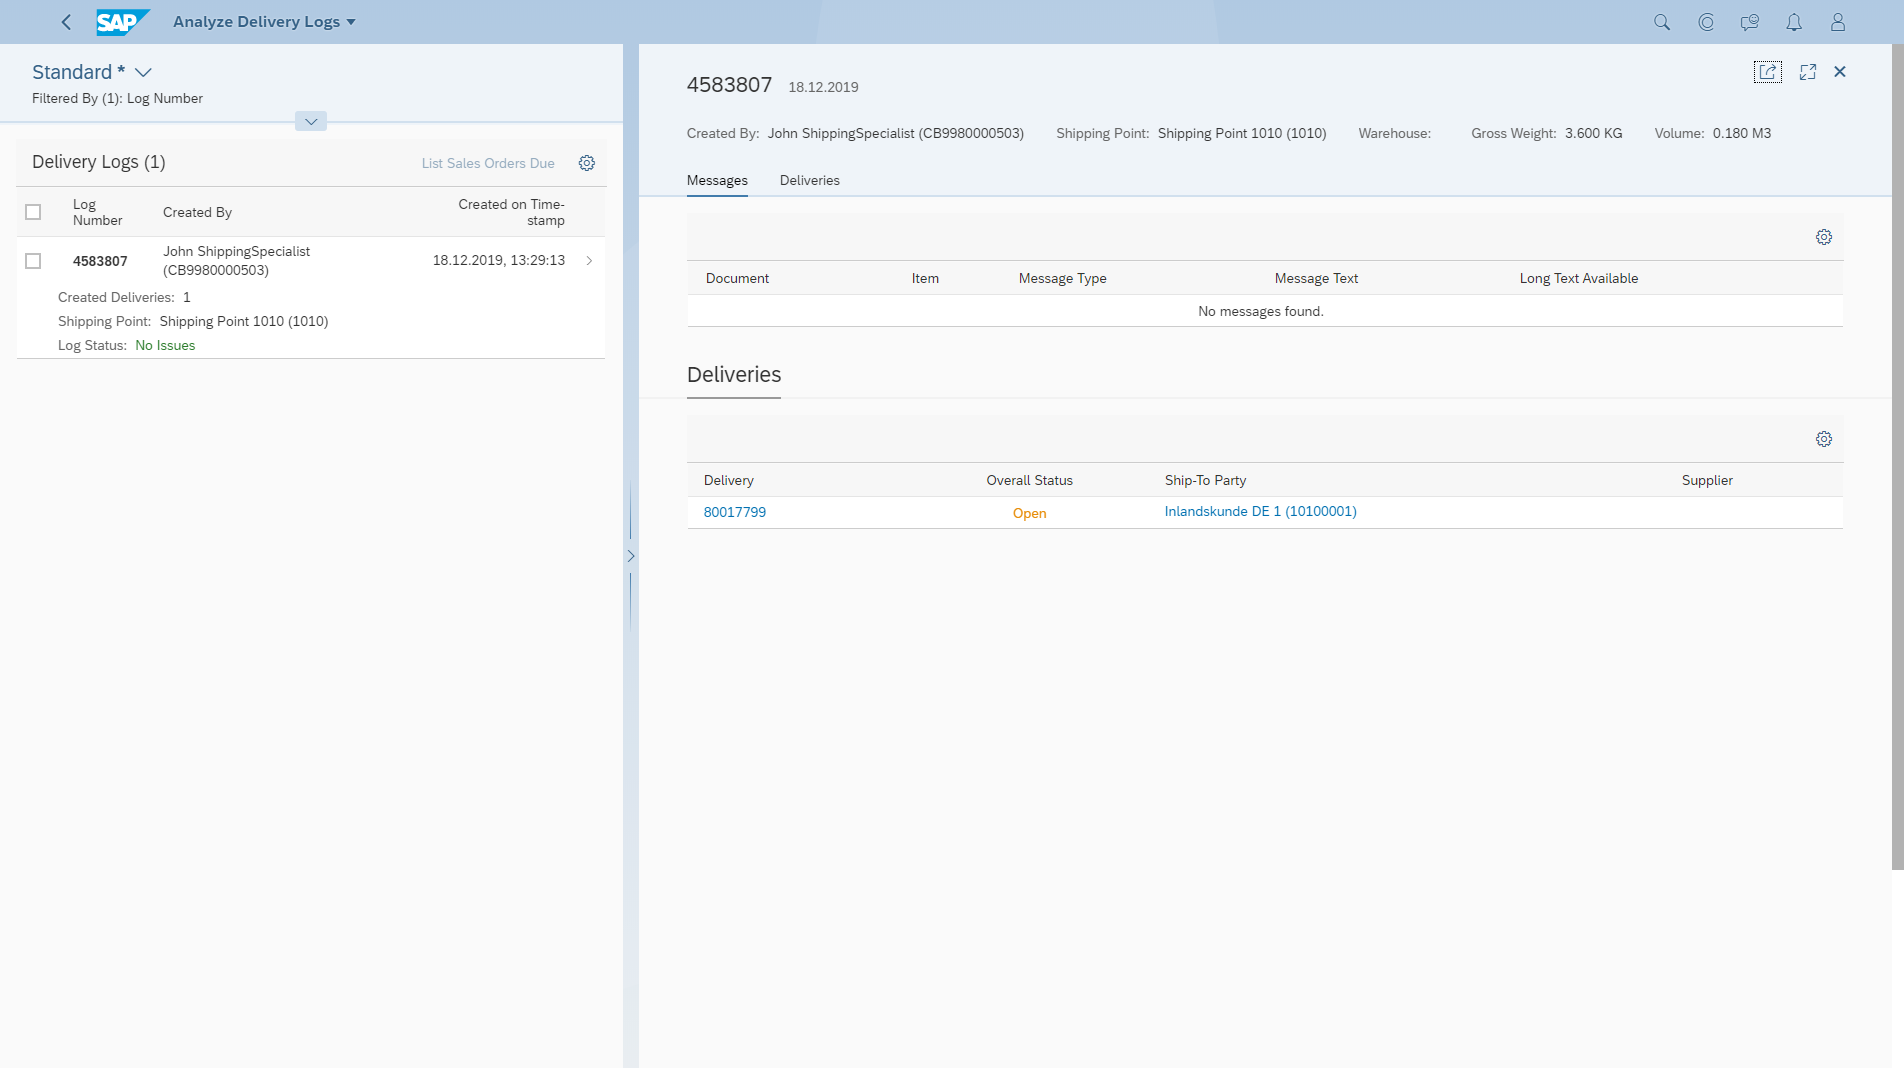 SAP
Analyze Delivery Logs
Standard *
Filtered By (1): Log Number
Delivery Logs (1)
List Sales Orders Due
Log
Number
Created By
Created on Time-
stamp
4583807
John ShippingSpecialist
(CB9980000503)
18.12.2019, 13:29:13
Created Deliveries: 1
Shipping Point: Shipping Point 1010 (1010)
Log Status: No Issues
4583807 18.12.2019
Created By: John ShippingSpecialist (CB9980000503) Shipping Point: Shipping Point 1010 (1010) Warehouse: Gross Weight: 3.600 KG Volume: 0.180 M3
Messages Deliveries
Document Item Message Type Message Text Long Text Available
No messages found.
Deliveries
Delivery Overall Status Ship-To Party Supplier
80017799 Open Inlandskunde DE 1 (10100001)